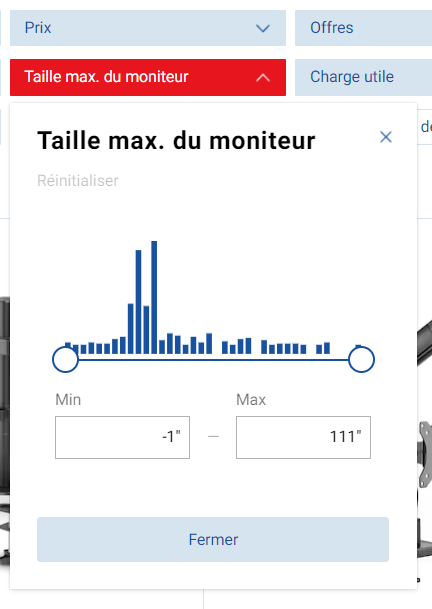 Prix
Offres
Taille max. du moniteur
Charge utile
de
Taille max. du moniteur
Réinitialiser
Min
Max
-1"
—
111"
Fermer